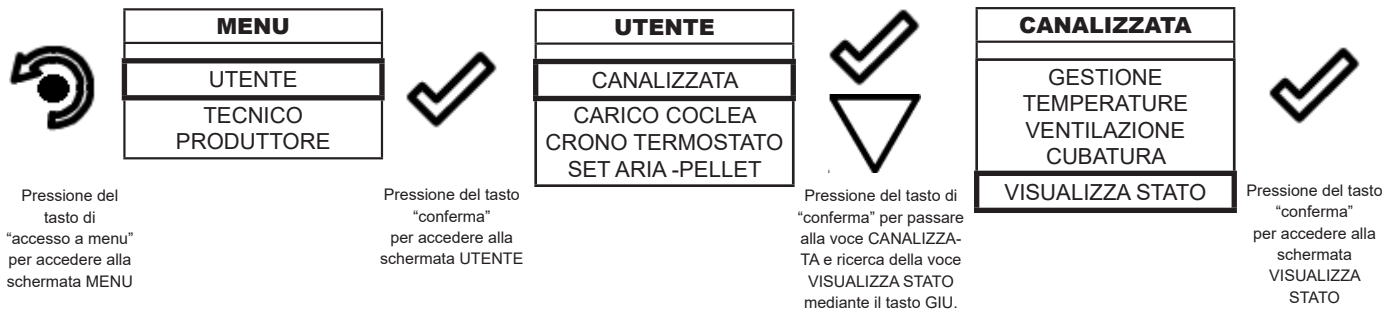 MENU
UTENTE
TECNICO
PRODUTTORE
UTENTE
CANALIZZATA
CARICO COCLEA
CRONO TERMOSTATO
SET ARIA -PELLET
CANALIZZATA
GESTIONE
TEMPERATURE
VENTILAZIONE
CUBATURA
VISUALIZZA STATO
Pressione del
tasto di
“accesso a menu”
per accedere alla
schermata MENU
Pressione del tasto
“conferma”
per accedere alla
schermata UTENTE
Pressione del tasto di
“conferma” per passare
alla voce CANALIZZA-
TA e ricerca della voce
VISUALIZZA STATO
mediante il tasto GIU.
Pressione del tasto
“conferma”
per accedere alla
schermata
VISUALIZZA
STATO